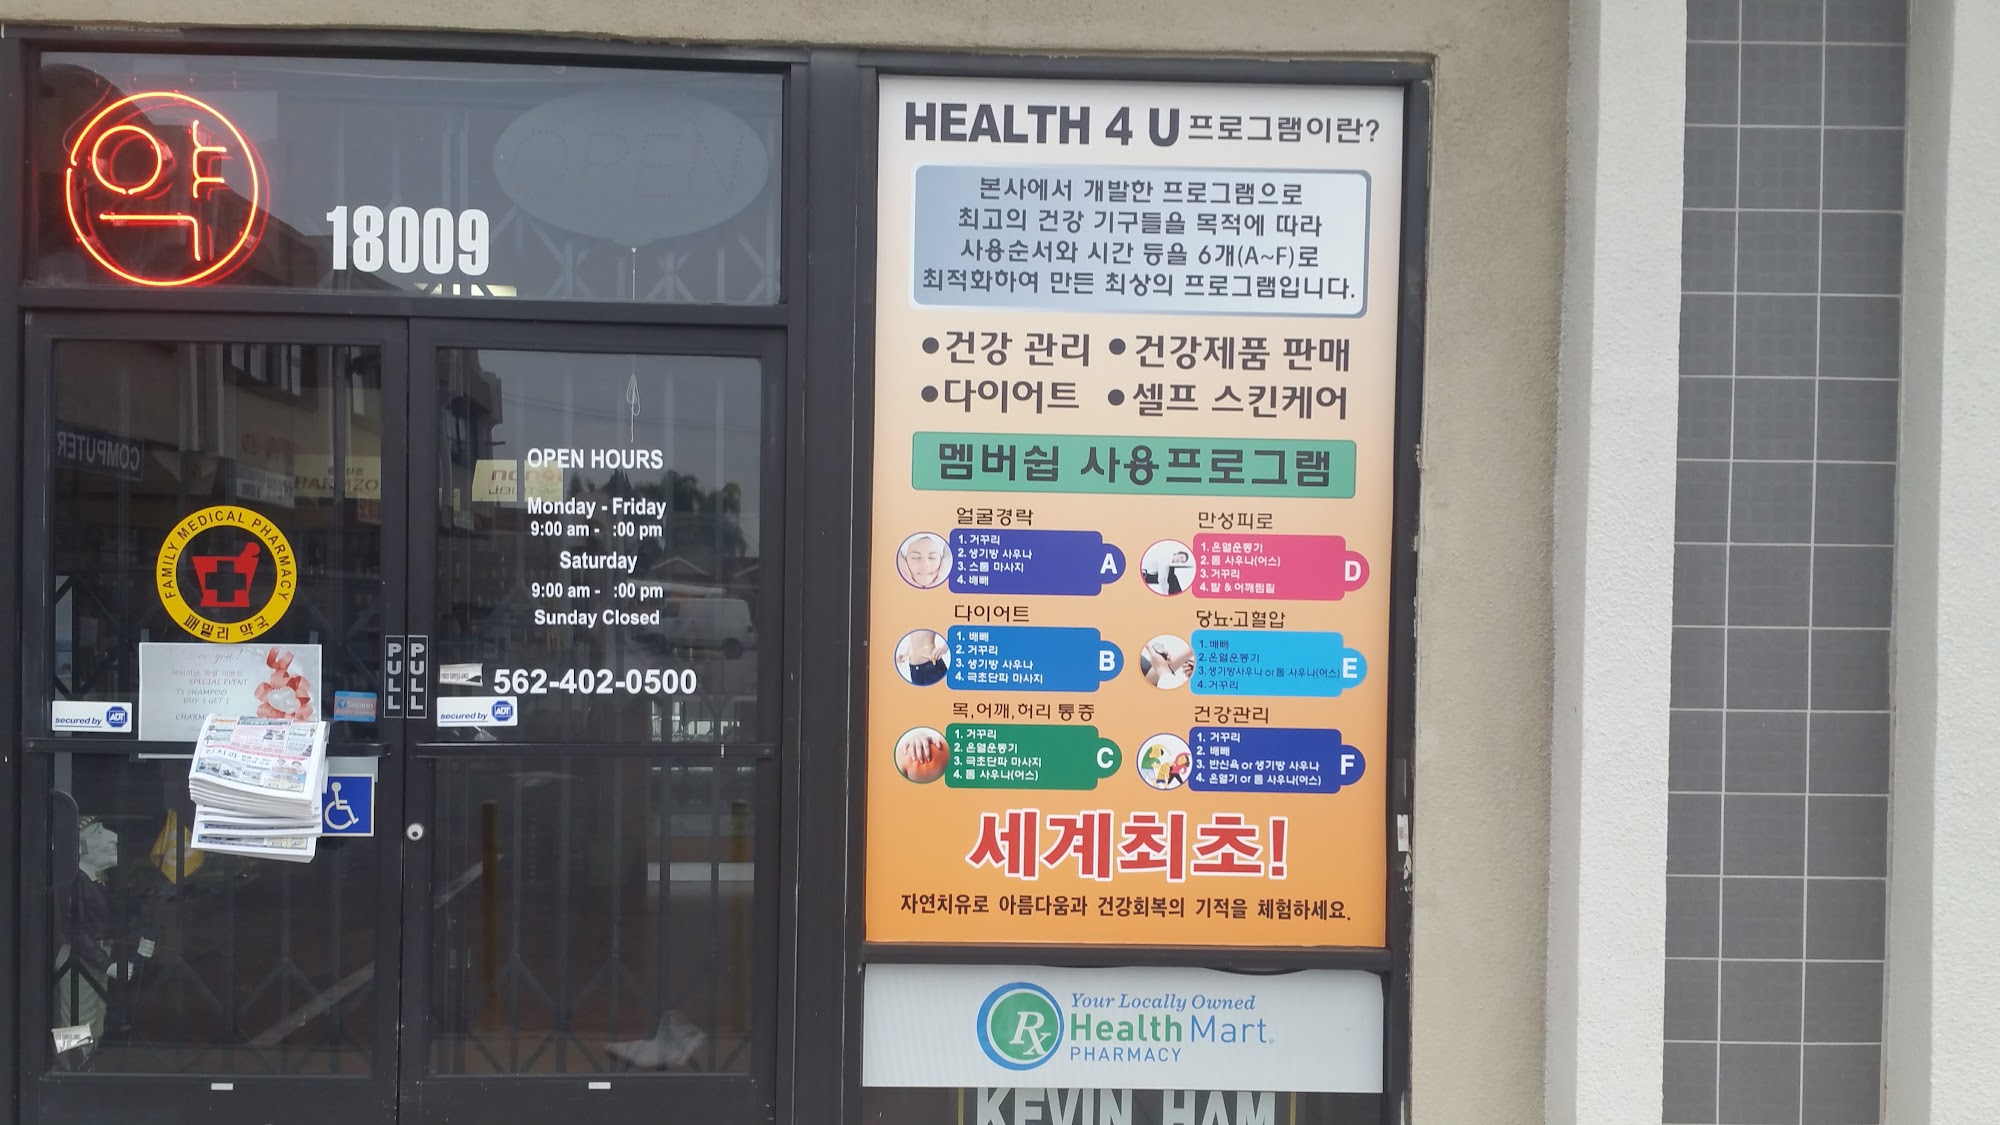 약
18009
OPEN HOURS
Monday - Friday
9:00 am - :00 pm
Saturday
9:00 am - :00 pm
Sunday Closed
562-402-0500
PULL
PULL
COMPUTER
FAMILY MEDICAL PHARMACY
패밀리 약국
SPECIAL EVENT
TS SHAMPOO
BUY 3 GET 1
secured by ADT
secured by ADT
Swann
HEALTH 4 U 프로그램이란?
본사에서 개발한 프로그램으로
최고의 건강 기구들을 목적에 따라
사용순서와 시간 등을 6개(A~F)로
최적화하여 만든 최상의 프로그램입니다.
●건강 관리 ●건강제품 판매
●다이어트 ●셀프 스킨케어
멤버쉽 사용프로그램
얼굴경락
1. 거꾸리
2. 생기방 사우나
3. 스톰 마사지
4. 배빼
A
만성피로
1. 온열운동기
2. 돔 사우나(어스)
3. 거꾸리
4. 발 & 어깨찜질
D
다이어트
1. 배빼
2. 거꾸리
3. 생기방 사우나
4. 극초단파 마사지
B
당뇨·고혈압
1. 배빼
2. 온열운동기
3. 생기방사우나 or 돔 사우나(어스)
4. 거꾸리
E
목,어깨,허리 통증
1. 거꾸리
2. 온열운동기
3. 극초단파 마사지
4. 돔 사우나(어스)
C
건강관리
1. 거꾸리
2. 배빼
3. 반신욕 or 생기방 사우나
4. 온열기 or 돔 사우나(어스)
F
세계최초!
자연치유로 아름다움과 건강회복의 기적을 체험하세요.
Rx
Your Locally Owned
Health Mart.
PHARMACY
KEVIN HAM